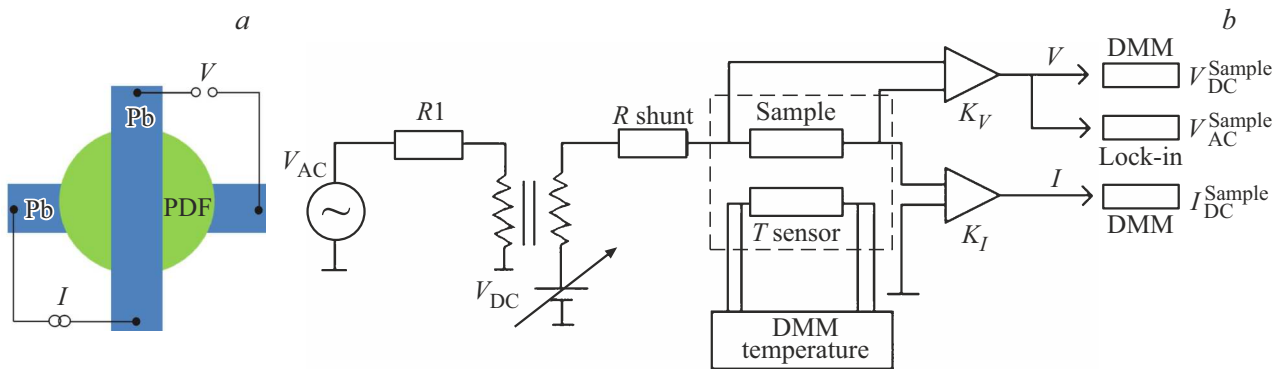 a
b
V
Pb
Pb
PDF
I
V_AC
R1
V_DC
R shunt
Sample
T sensor
DMM
temperature
K_V
K_I
V
I
DMM
V_DC^Sample
V_AC^Sample
Lock-in
I_DC^Sample
DMM